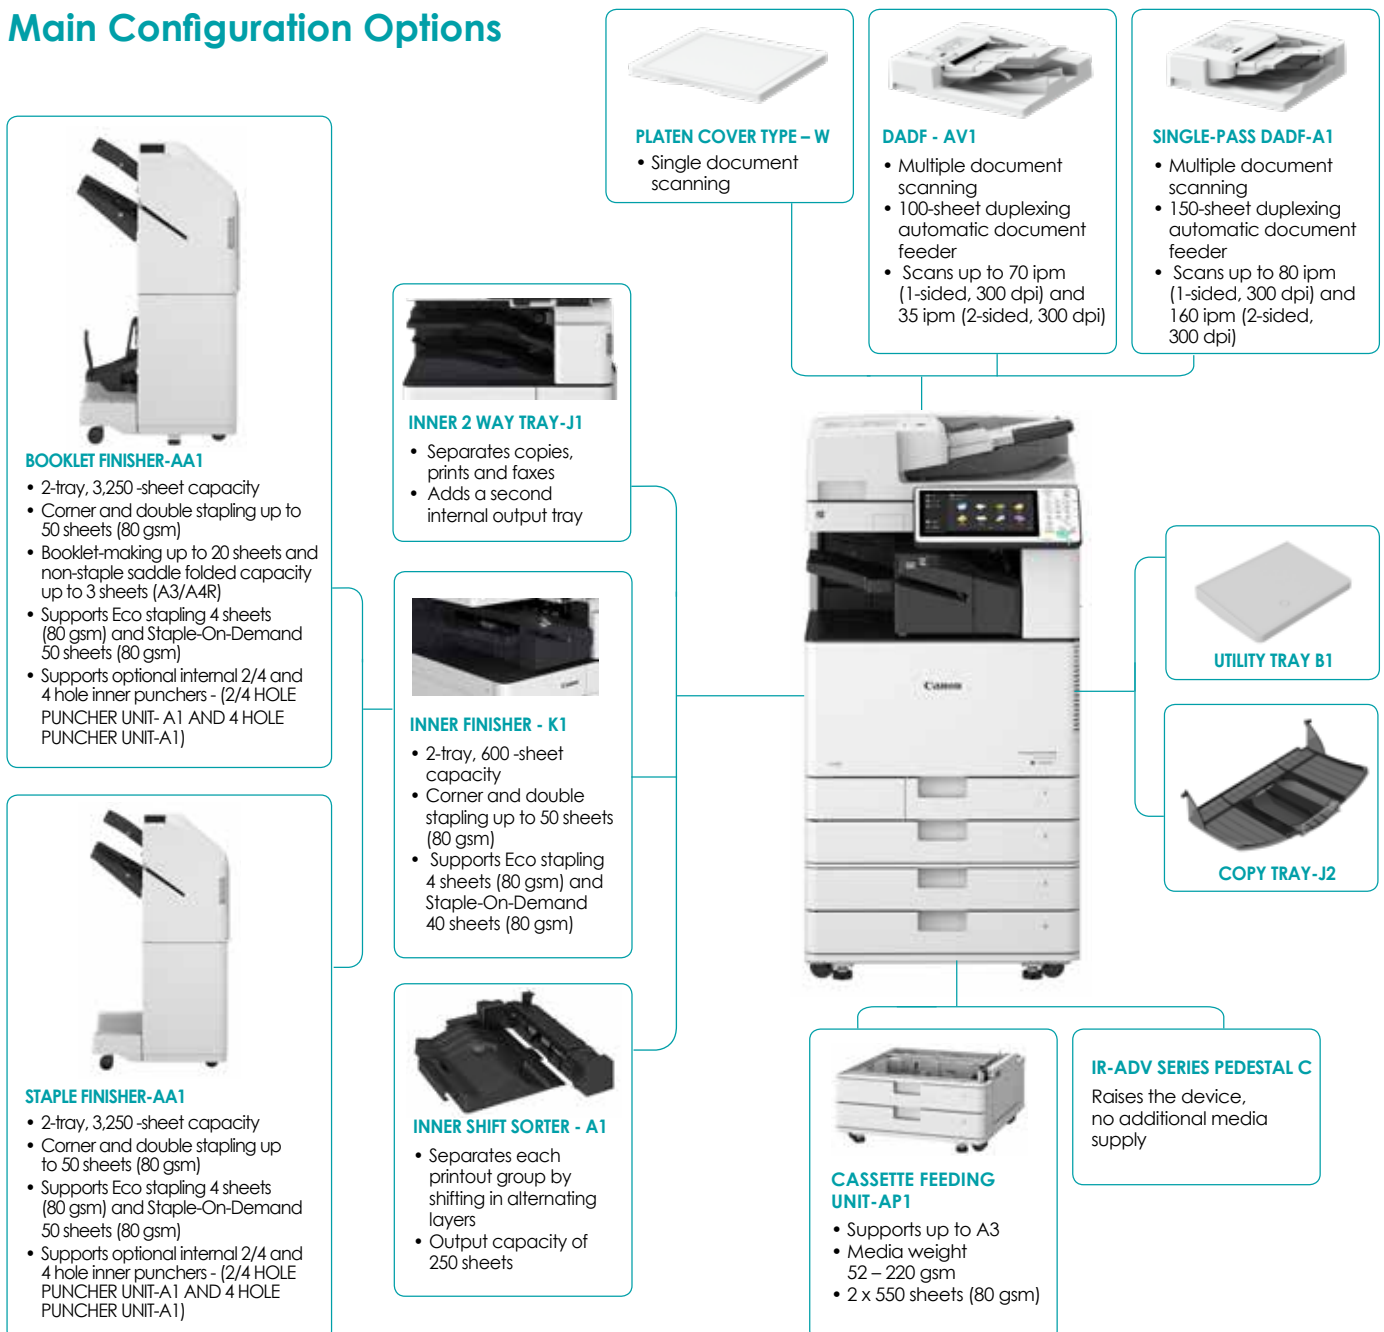 Main Configuration Options
PLATEN COVER TYPE – W
• Single document
scanning
DADF - AV1
• Multiple document
scanning
• 100-sheet duplexing
automatic document
feeder
• Scans up to 70 ipm
(1-sided, 300 dpi) and
35 ipm (2-sided, 300 dpi)
SINGLE-PASS DADF-A1
• Multiple document
scanning
• 150-sheet duplexing
automatic document
feeder
• Scans up to 80 ipm
(1-sided, 300 dpi) and
160 ipm (2-sided,
300 dpi)
BOOKLET FINISHER-AA1
• 2-tray, 3,250 -sheet capacity
• Corner and double stapling up to
50 sheets (80 gsm)
• Booklet-making up to 20 sheets and
non-staple saddle folded capacity
up to 3 sheets (A3/A4R)
• Supports Eco stapling 4 sheets
(80 gsm) and Staple-On-Demand
50 sheets (80 gsm)
• Supports optional internal 2/4 and
4 hole inner punchers - (2/4 HOLE
PUNCHER UNIT- A1 AND 4 HOLE
PUNCHER UNIT-A1)
STAPLE FINISHER-AA1
• 2-tray, 3,250 -sheet capacity
• Corner and double stapling up
to 50 sheets (80 gsm)
• Supports Eco stapling 4 sheets
(80 gsm) and Staple-On-Demand
50 sheets (80 gsm)
• Supports optional internal 2/4 and
4 hole inner punchers - (2/4 HOLE
PUNCHER UNIT-A1 AND 4 HOLE
PUNCHER UNIT-A1)
INNER 2 WAY TRAY-J1
• Separates copies,
prints and faxes
• Adds a second
internal output tray
Canon
INNER FINISHER - K1
• 2-tray, 600 -sheet
capacity
• Corner and double
stapling up to 50 sheets
(80 gsm)
• Supports Eco stapling
4 sheets (80 gsm) and
Staple-On-Demand
40 sheets (80 gsm)
INNER SHIFT SORTER - A1
• Separates each
printout group by
shifting in alternating
layers
• Output capacity of
250 sheets
Canon
UTILITY TRAY B1
COPY TRAY-J2
CASSETTE FEEDING
UNIT-AP1
• Supports up to A3
• Media weight
52 – 220 gsm
• 2 x 550 sheets (80 gsm)
IR-ADV SERIES PEDESTAL C
Raises the device,
no additional media
supply